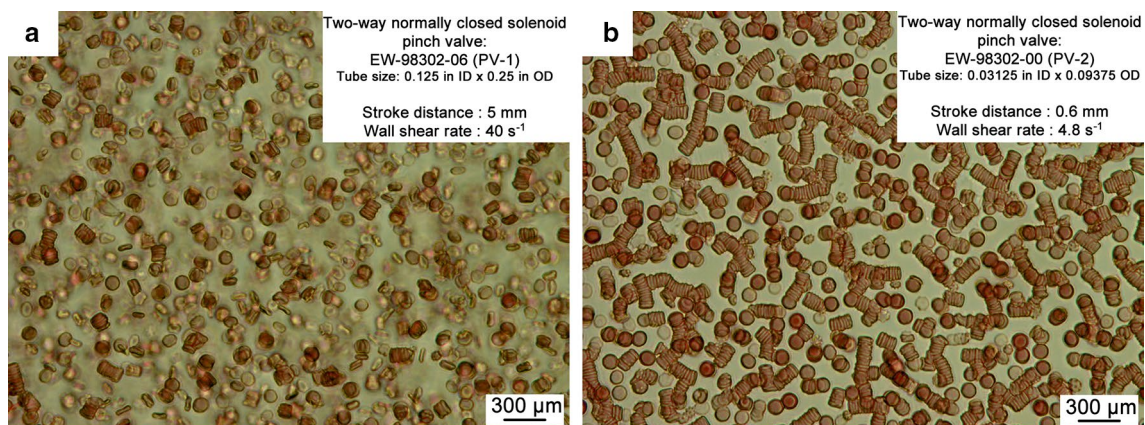 a
Two-way normally closed solenoid
pinch valve:
EW-98302-06 (PV-1)
Tube size: 0.125 in ID x 0.25 in OD
Stroke distance : 5 mm
Wall shear rate : 40 s⁻¹
300 µm
b
Two-way normally closed solenoid
pinch valve:
EW-98302-00 (PV-2)
Tube size: 0.03125 in ID x 0.09375 OD
Stroke distance : 0.6 mm
Wall shear rate : 4.8 s⁻¹
300 µm